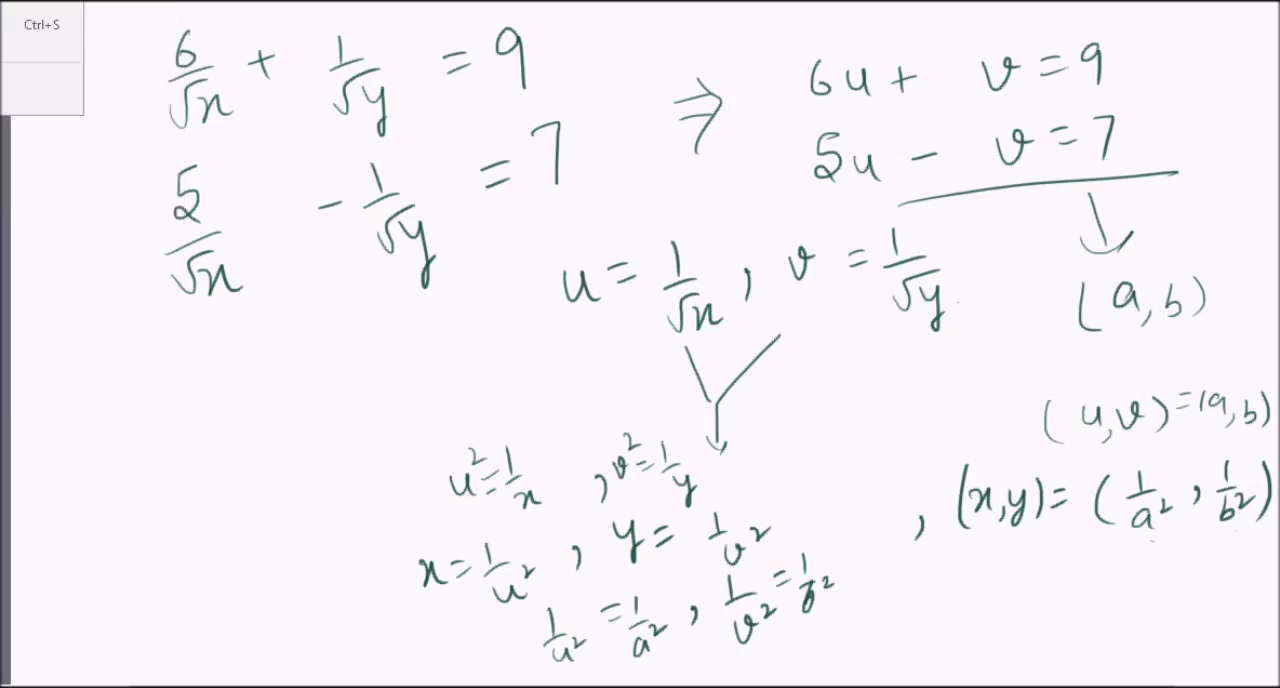 Ctrl+S
6/√x + 1/√y = 9
5/√x - 1/√y = 7
⇒
6u + v = 9
5u - v = 7
u = 1/√x , v = 1/√y
(a, b)
(u, v) = (a, b)
u² = 1/x , v² = 1/y
x = 1/u² , y = 1/v²
, (x, y) = (1/a² , 1/b²)
1/u² = 1/a² , 1/v² = 1/b²